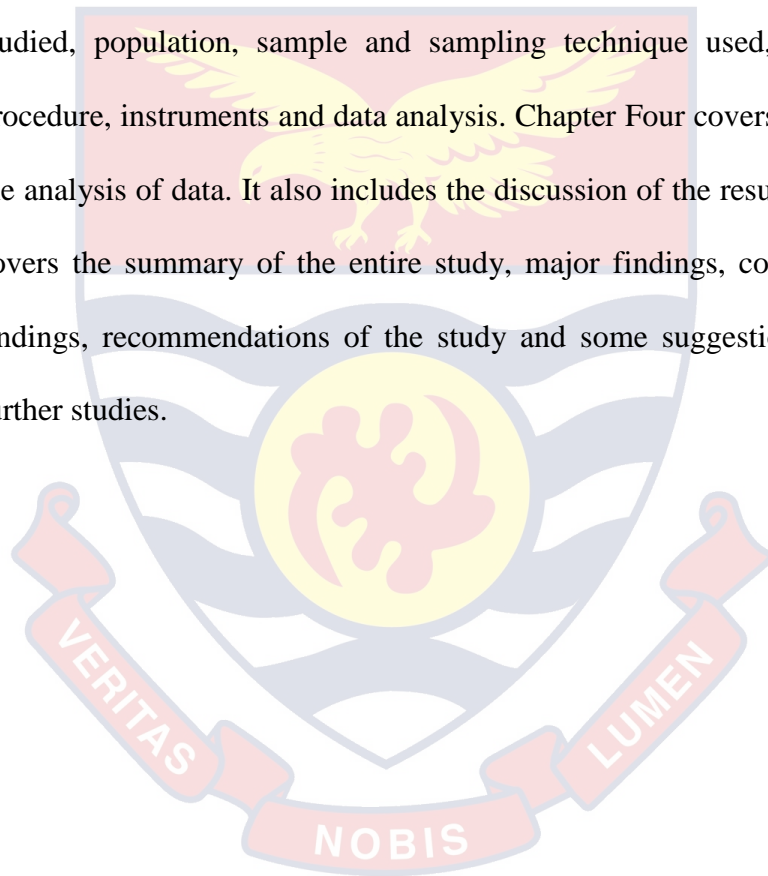 udied, population, sample and sampling technique used,
rocedure, instruments and data analysis. Chapter Four covers
e analysis of data. It also includes the discussion of the resu
overs the summary of the entire study, major findings, co
ndings, recommendations of the study and some suggestic
urther studies.
VERITAS
NOBIS
LUMEN